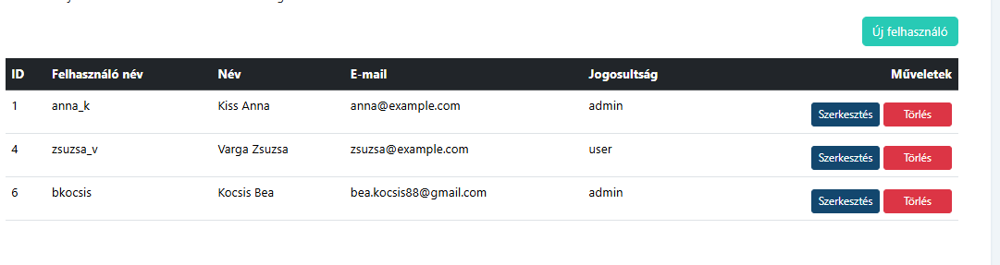 Új felhasználó
ID Felhasználó név Név E-mail Jogosultság Műveletek
1 anna_k Kiss Anna anna@example.com admin Szerkesztés Törlés
4 zsuzsa_v Varga Zsuzsa zsuzsa@example.com user Szerkesztés Törlés
6 bkocsis Kocsis Bea bea.kocsis88@gmail.com admin Szerkesztés Törlés